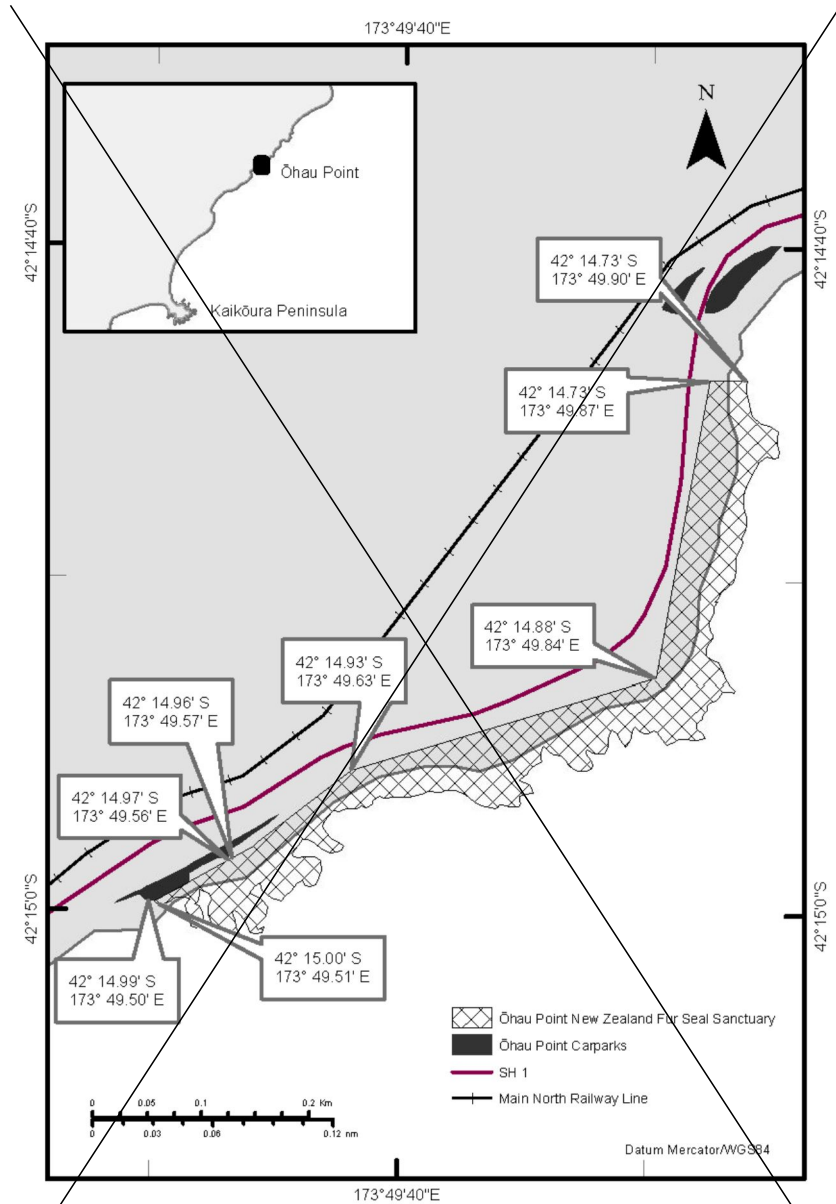 173°49'40"E
N
Ōhau Point
Kaikōura Peninsula
42°14'40"S
42°14'40"S
42° 14.73' S
173° 49.90' E
42° 14.73' S
173° 49.87' E
42° 14.88' S
173° 49.84' E
42° 14.93' S
173° 49.63' E
42° 14.96' S
173° 49.57' E
42° 14.97' S
173° 49.56' E
42°15'0"S
42°15'0"S
42° 15.00' S
173° 49.51' E
42° 14.99' S
173° 49.50' E
Ōhau Point New Zealand Fur Seal Sanctuary
Ōhau Point Carparks
SH 1
Main North Railway Line
0 0.05 0.1 0.2 Km
0 0.03 0.06 0.12 nm
Datum Mercator/WGS84
173°49'40"E